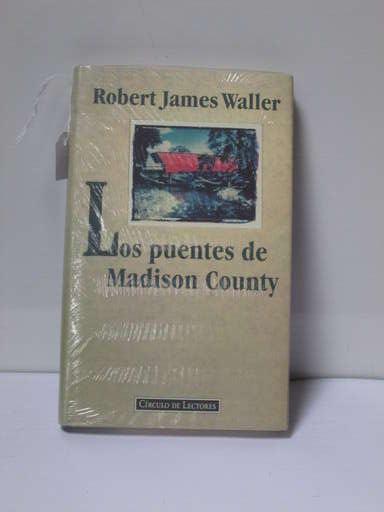 Robert James Waller
Los puentes de
Madison County
CÍRCULO DE LECTORES